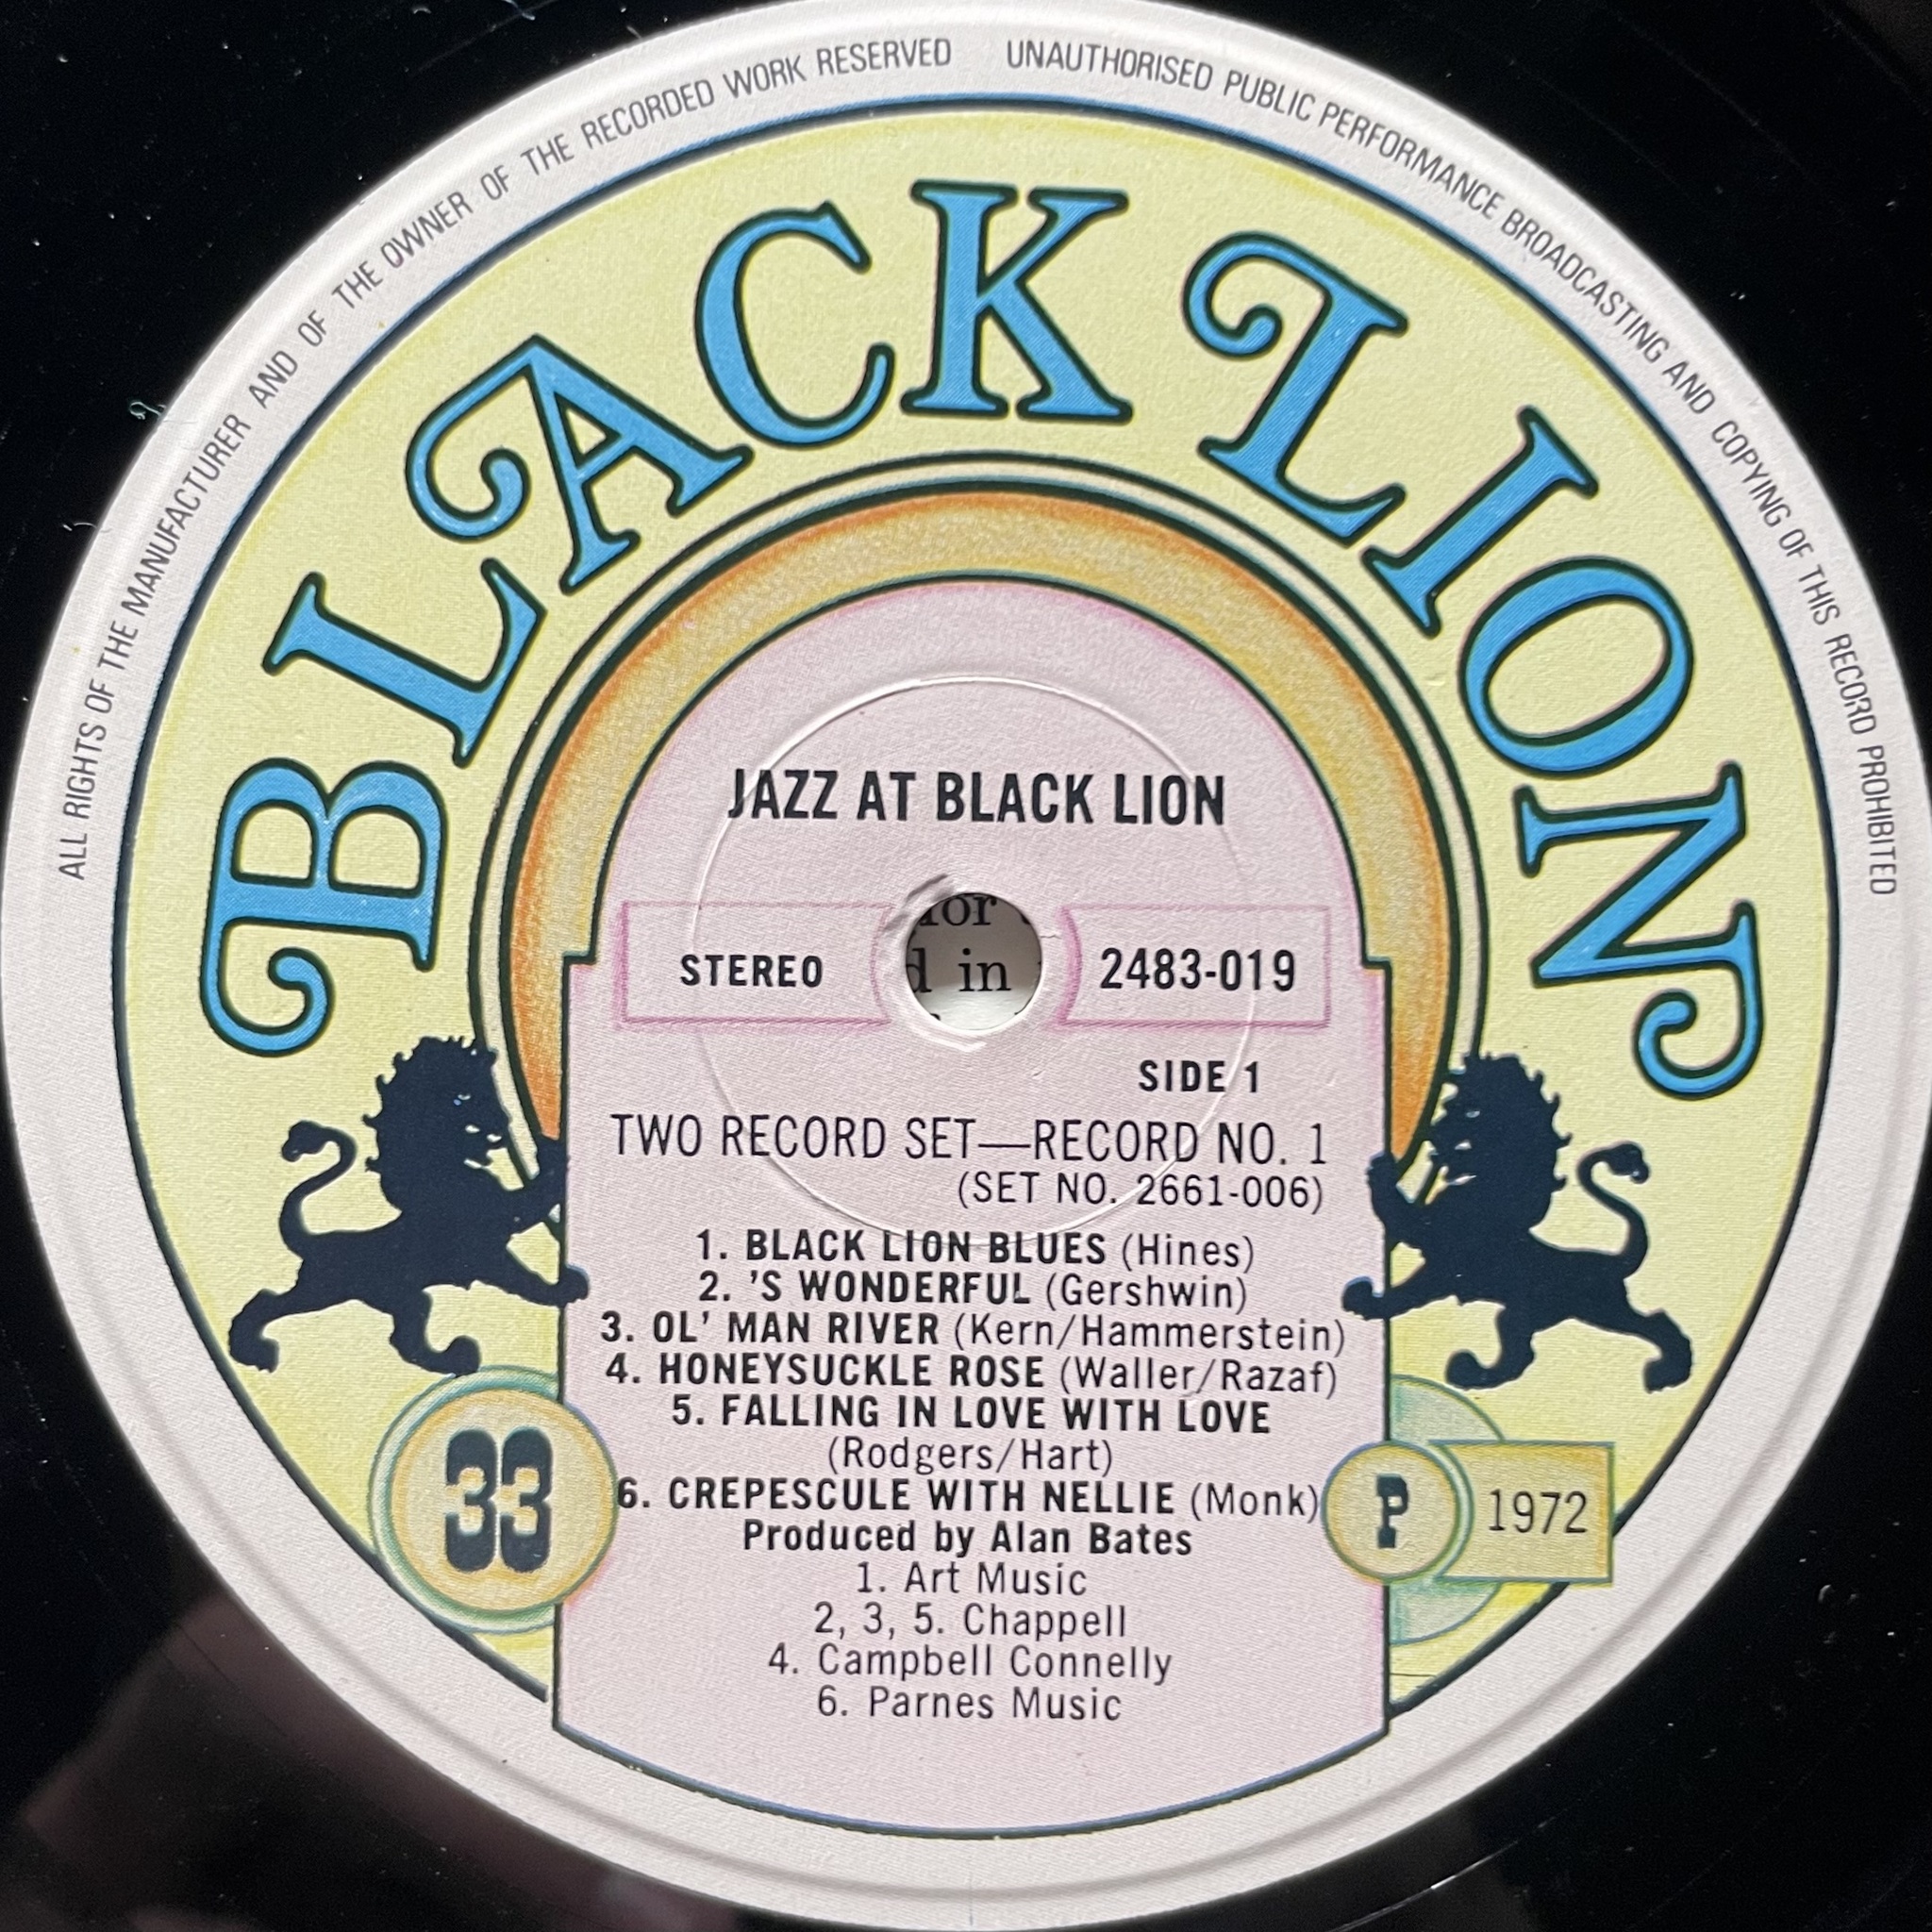 ALL RIGHTS OF THE MANUFACTURER AND OF THE OWNER OF THE RECORDED WORK RESERVED UNAUTHORISED PUBLIC PERFORMANCE BROADCASTING AND COPYING OF THIS RECORD PROHIBITED
BLACK LION
JAZZ AT BLACK LION
STEREO
2483-019
d in
SIDE 1
TWO RECORD SET—RECORD NO. 1
(SET NO. 2661-006)
1. BLACK LION BLUES (Hines)
2. 'S WONDERFUL (Gershwin)
3. OL' MAN RIVER (Kern/Hammerstein)
4. HONEYSUCKLE ROSE (Waller/Razaf)
5. FALLING IN LOVE WITH LOVE
(Rodgers/Hart)
6. CREPESCULE WITH NELLIE (Monk)
Produced by Alan Bates
1. Art Music
2, 3, 5. Chappell
4. Campbell Connelly
6. Parnes Music
33
P 1972